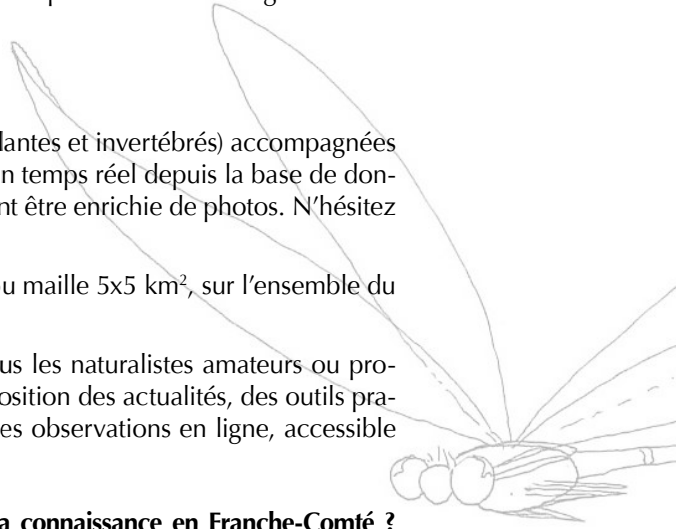 lantes et invertébrés) accompagnées
n temps réel depuis la base de don-
nt être enrichie de photos. N’hésitez
u maille 5x5 km², sur l’ensemble du
us les naturalistes amateurs ou pro-
osition des actualités, des outils pra-
es observations en ligne, accessible
a connaissance en Franche-Comté ?